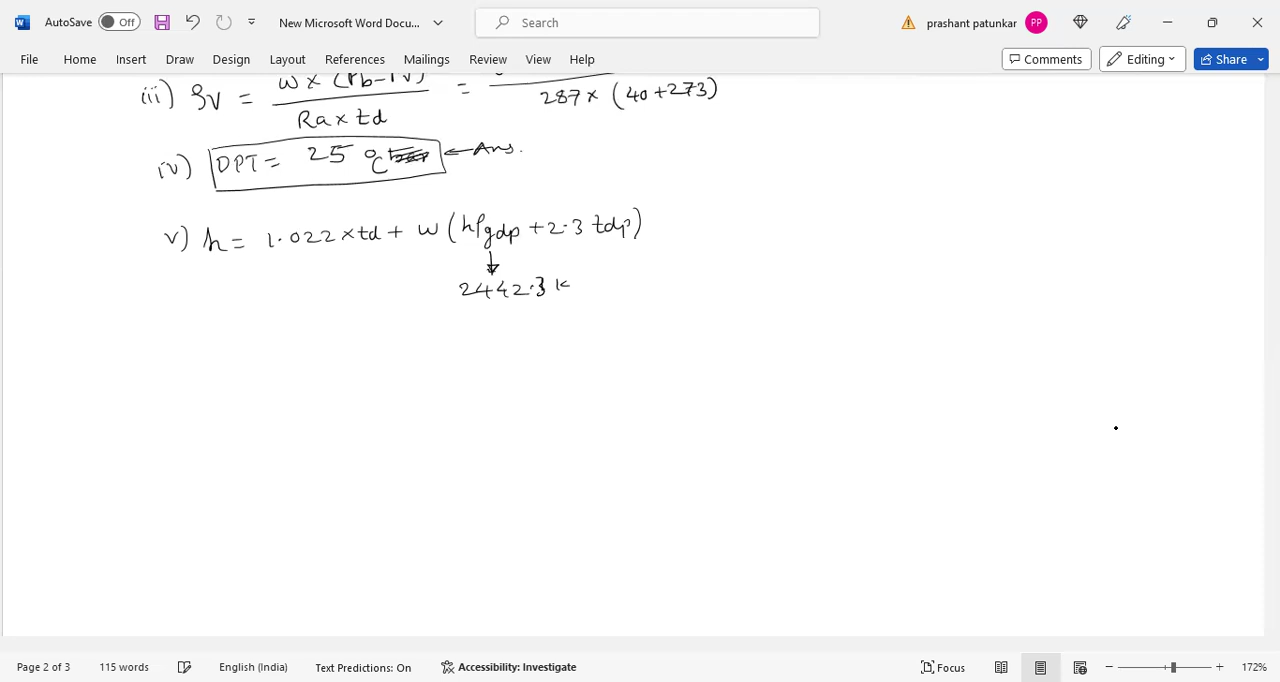 AutoSave Off New Microsoft Word Docu... Search prashant patunkar PP
File Home Insert Draw Design Layout References Mailings Review View Help Comments Editing Share
iii) ρv = w × (Pb-Pv) / Ra × td = / 287 × (40+273)
iv) DPT = 25 °C ← Ans.
v) h = 1.022 × td + w (hfgdp + 2.3 tdp)
↓
2442.3 K
Page 2 of 3 115 words English (India) Text Predictions: On Accessibility: Investigate Focus 172%